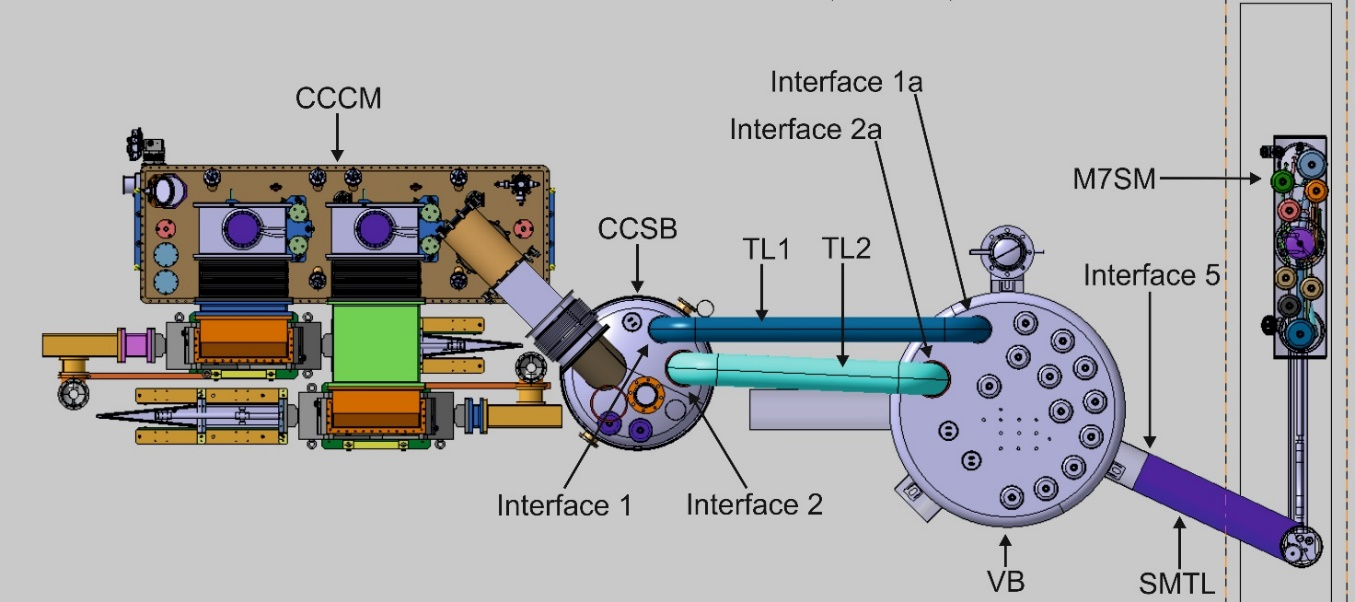 Interface 1a
CCCM
Interface 2a
M7SM
CCSB
TL1
TL2
Interface 5
Interface 1
Interface 2
VB
SMTL